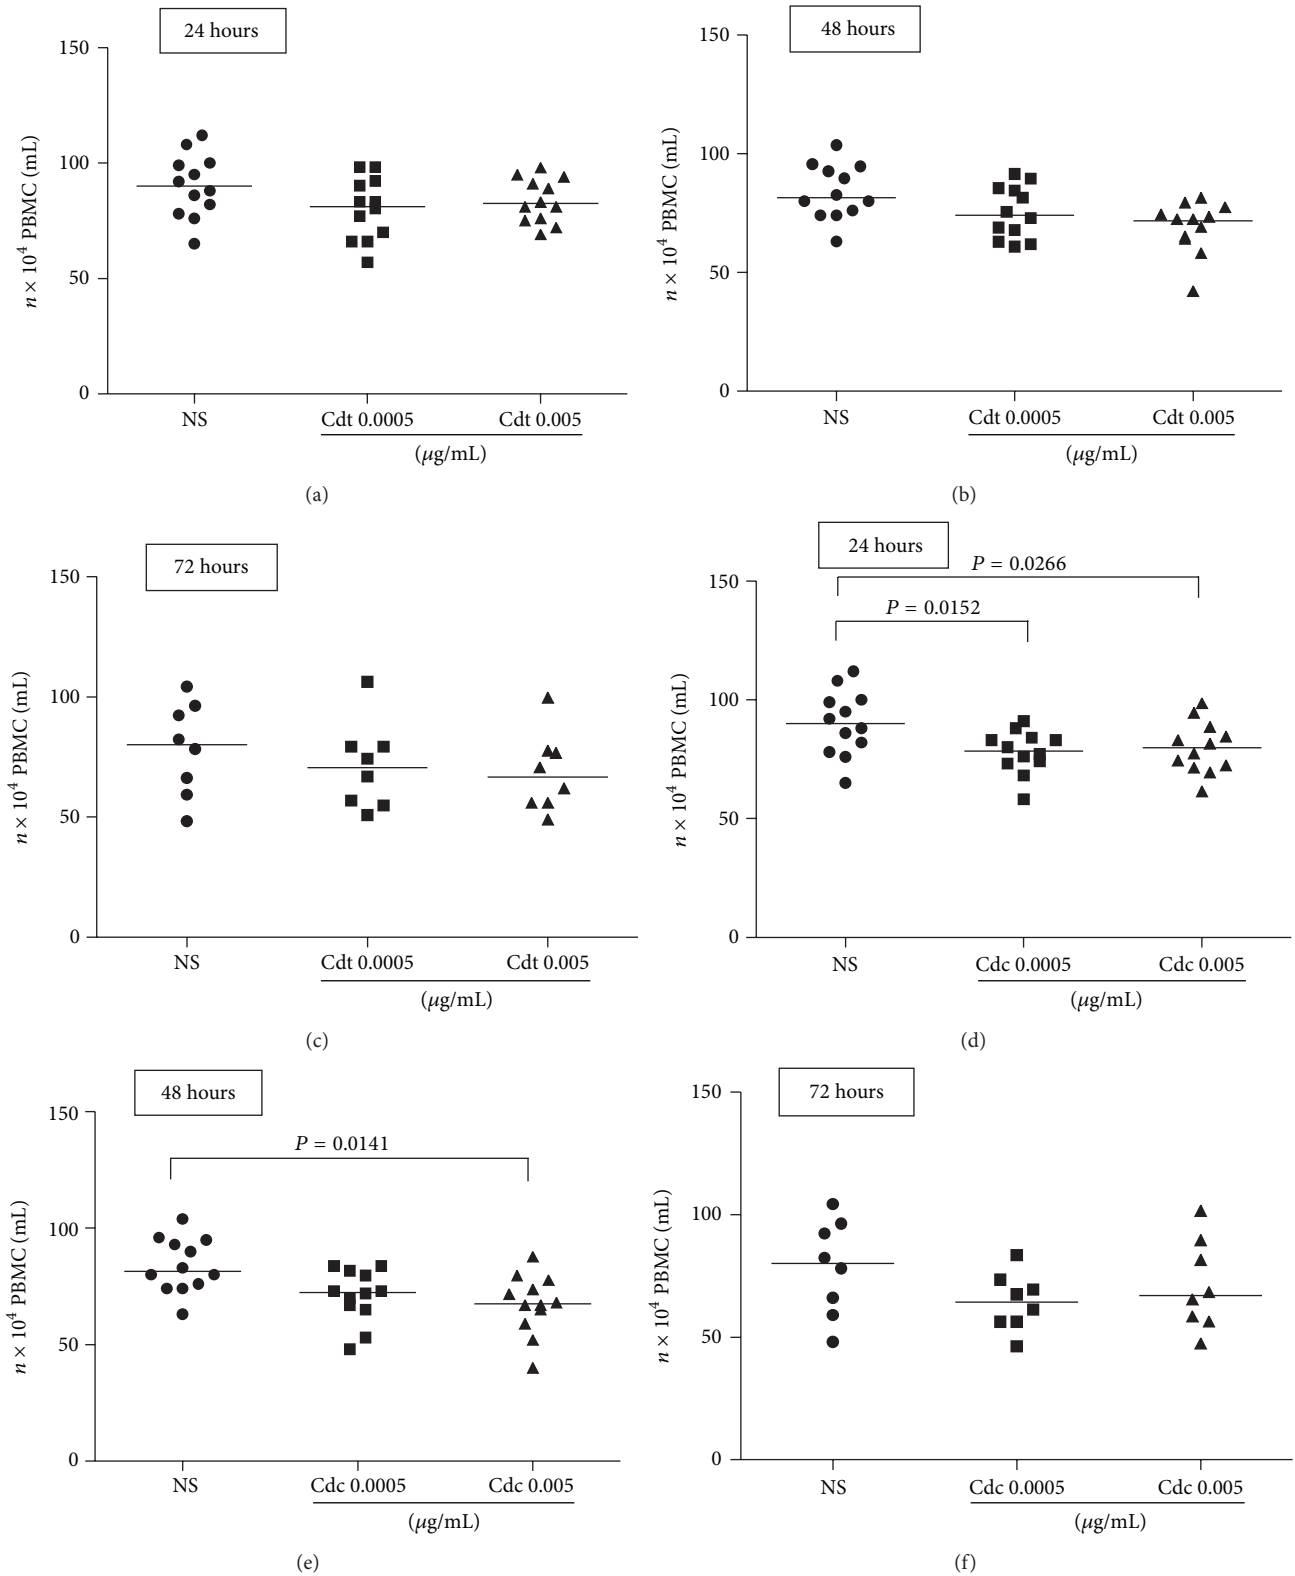 24 hours
150
100
50
0
n × 10⁴ PBMC (mL)
NS
Cdt 0.0005
Cdt 0.005
(μg/mL)
(a)
48 hours
150
100
50
0
n × 10⁴ PBMC (mL)
NS
Cdt 0.0005
Cdt 0.005
(μg/mL)
(b)
72 hours
150
100
50
0
n × 10⁴ PBMC (mL)
NS
Cdt 0.0005
Cdt 0.005
(μg/mL)
(c)
24 hours
P = 0.0266
P = 0.0152
150
100
50
0
n × 10⁴ PBMC (mL)
NS
Cdc 0.0005
Cdc 0.005
(μg/mL)
(d)
48 hours
P = 0.0141
150
100
50
0
n × 10⁴ PBMC (mL)
NS
Cdc 0.0005
Cdc 0.005
(μg/mL)
(e)
72 hours
150
100
50
0
n × 10⁴ PBMC (mL)
NS
Cdc 0.0005
Cdc 0.005
(μg/mL)
(f)